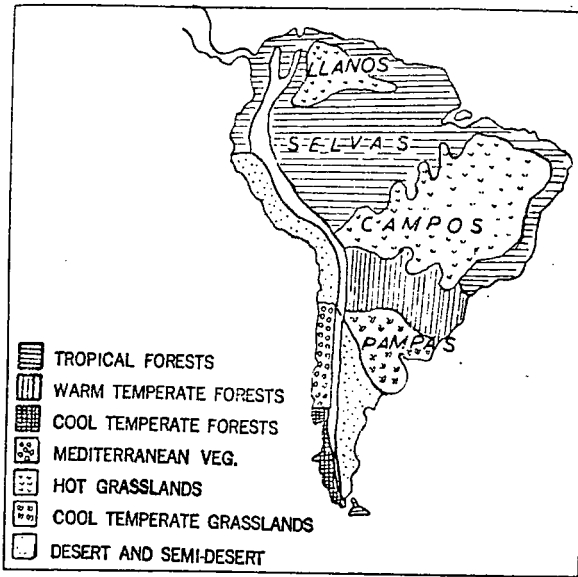 LLANOS
SELVAS
CAMPOS
PAMPAS
TROPICAL FORESTS
WARM TEMPERATE FORESTS
COOL TEMPERATE FORESTS
MEDITERRANEAN VEG.
HOT GRASSLANDS
COOL TEMPERATE GRASSLANDS
DESERT AND SEMI-DESERT